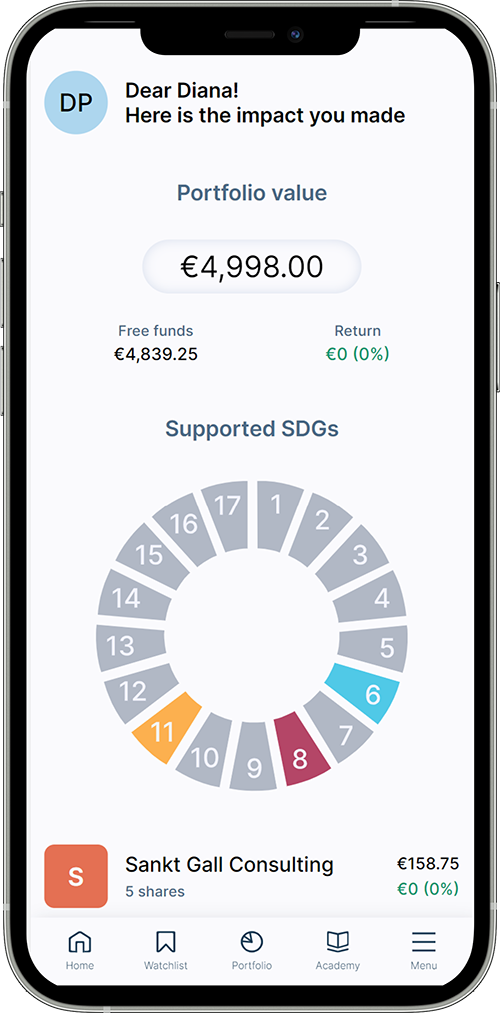 DP
Dear Diana!
Here is the impact you made
Portfolio value
€4,998.00
Free funds
Return
€4,839.25
€0 (0%)
Supported SDGs
1
2
3
4
5
6
7
8
9
10
11
12
13
14
15
16
17
S
Sankt Gall Consulting
€158.75
5 shares
€0 (0%)
Home
Watchlist
Portfolio
Academy
Menu